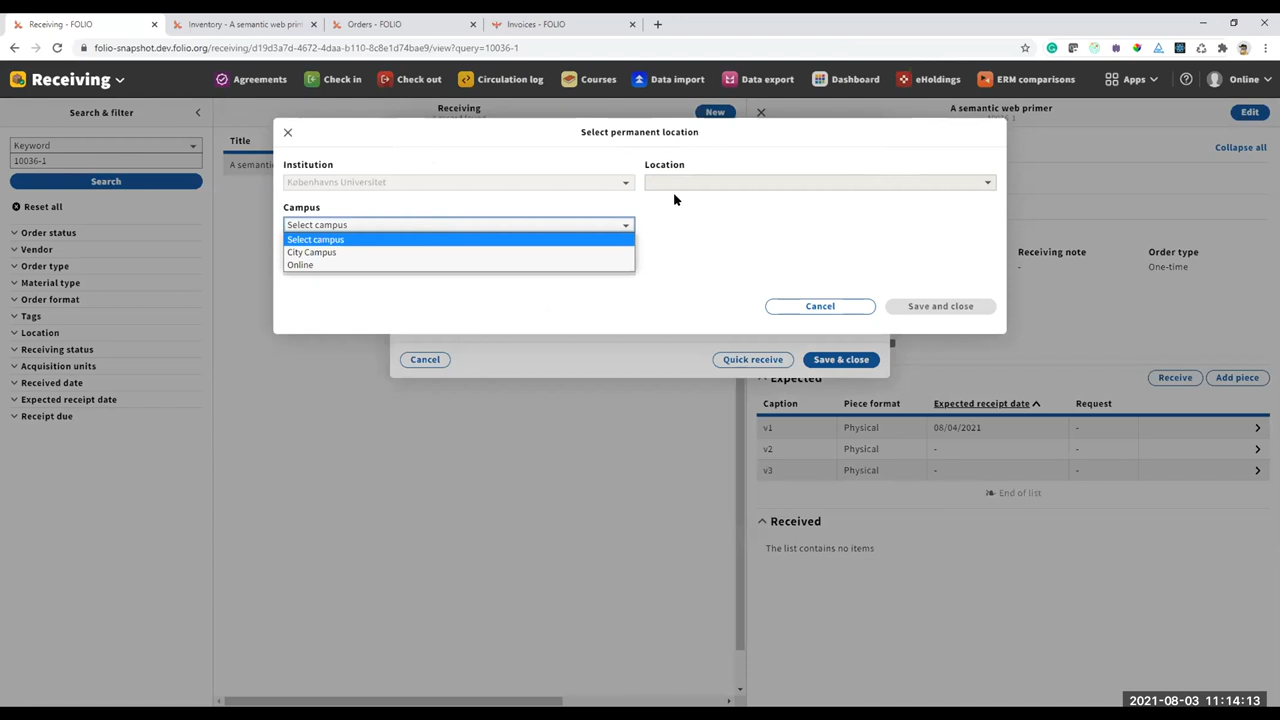 Receiving - FOLIO
Inventory - A semantic web prim
Orders - FOLIO
Invoices - FOLIO
folio-snapshot.dev.folio.org/receiving/d19d3a7d-4672-4daa-b110-8c8e1d74bae9/view?query=10036-1
Receiving
Agreements
Check in
Check out
Circulation log
Courses
Data import
Data export
Dashboard
eHoldings
ERM comparisons
Apps
Online
Search & filter
Receiving
A semantic web primer
10036-1
New
Edit
Keyword
10036-1
Search
Reset all
Order status
Vendor
Order type
Material type
Order format
Tags
Location
Receiving status
Acquisition units
Received date
Expected receipt date
Receipt due
Title
A semantic
Collapse all
Select permanent location
Institution
Københavns Universitet
Location
Campus
Select campus
Select campus
City Campus
Online
Cancel
Save and close
Receiving note
-
Order type
One-time
Cancel
Quick receive
Save & close
Expected
Receive
Add piece
Caption Piece format Expected receipt date Request
v1 Physical 08/04/2021 -
v2 Physical - -
v3 Physical - -
End of list
Received
The list contains no items
2021-08-03 11:14:13